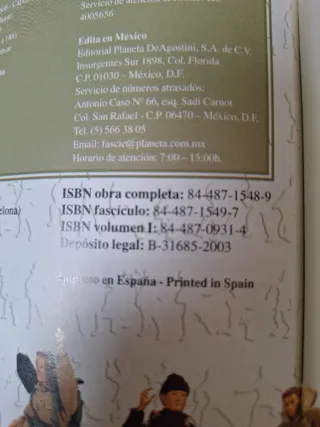 Servicio de atención al
4005656
Edita en México
Editorial Planeta DeAgostini, S.A. de C.V.
Insurgentes Sur 1898, Col. Florida
C.P. 01030 – México, D.F.
Servicio de números atrasados:
Antonio Caso Nº 66, esq. Sadi Carnot
Col. San Rafael - C.P. 06470 – México, D.F.
Tel. (5) 566 38 05
Email: fascic@planeta.com.mx
Horario de atención: 7:00 – 15:00h.
ISBN obra completa: 84-487-1548-9
elona)
ISBN fascículo: 84-487-1549-7
ISBN volumen I: 84-487-0931-4
Depósito legal: B-31685-2003
Impreso en España - Printed in Spain